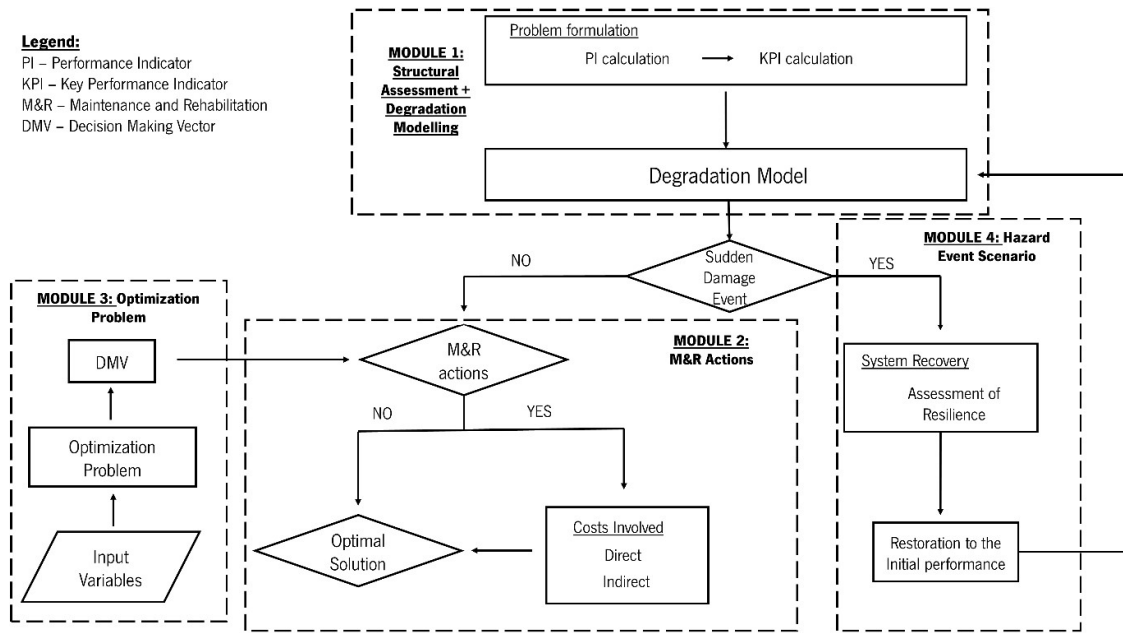 Legend:
PI – Performance Indicator
KPI – Key Performance Indicator
M&R – Maintenance and Rehabilitation
DMV – Decision Making Vector
MODULE 1:
Structural
Assessment +
Degradation
Modelling
Problem formulation
PI calculation
KPI calculation
Degradation Model
Sudden
Damage
Event
NO
YES
MODULE 4: Hazard
Event Scenario
System Recovery
Assessment of
Resilience
Restoration to the
Initial performance
MODULE 3: Optimization
Problem
DMV
Optimization
Problem
Input
Variables
MODULE 2:
M&R Actions
M&R
actions
NO
YES
Optimal
Solution
Costs Involved
Direct
Indirect